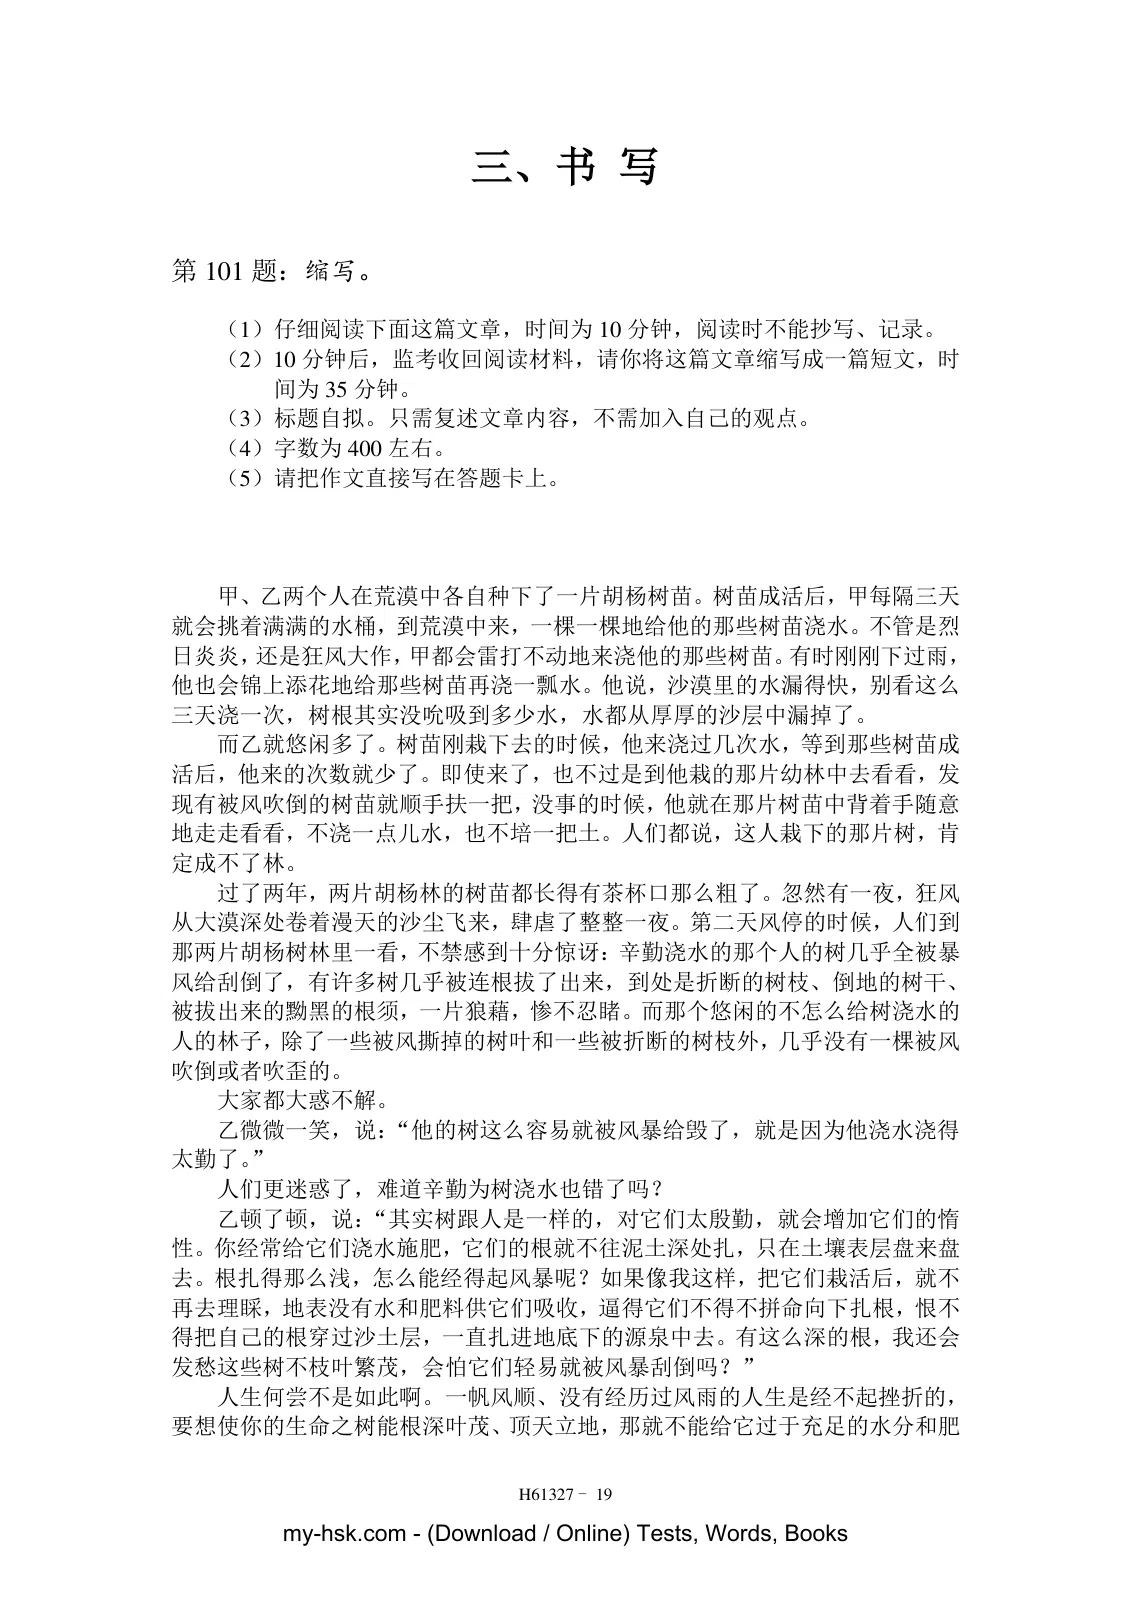 三、书 写
第 101 题：缩写。
（1）仔细阅读下面这篇文章，时间为 10 分钟，阅读时不能抄写、记录。
（2）10 分钟后，监考收回阅读材料，请你将这篇文章缩写成一篇短文，时
间为 35 分钟。
（3）标题自拟。只需复述文章内容，不需加入自己的观点。
（4）字数为 400 左右。
（5）请把作文直接写在答题卡上。
甲、乙两个人在荒漠中各自种下了一片胡杨树苗。树苗成活后，甲每隔三天
就会挑着满满的水桶，到荒漠中来，一棵一棵地给他的那些树苗浇水。不管是烈
日炎炎，还是狂风大作，甲都会雷打不动地来浇他的那些树苗。有时刚刚下过雨，
他也会锦上添花地给那些树苗再浇一瓢水。他说，沙漠里的水漏得快，别看这么
三天浇一次，树根其实没吮吸到多少水，水都从厚厚的沙层中漏掉了。
而乙就悠闲多了。树苗刚栽下去的时候，他来浇过几次水，等到那些树苗成
活后，他来的次数就少了。即使来了，也不过是到他栽的那片幼林中去看看，发
现有被风吹倒的树苗就顺手扶一把，没事的时候，他就在那片树苗中背着手随意
地走走看看，不浇一点儿水，也不培一把土。人们都说，这人栽下的那片树，肯
定成不了林。
过了两年，两片胡杨林的树苗都长得有茶杯口那么粗了。忽然有一夜，狂风
从大漠深处卷着漫天的沙尘飞来，肆虐了整整一夜。第二天风停的时候，人们到
那两片胡杨树林里一看，不禁感到十分惊讶：辛勤浇水的那个人的树几乎全被暴
风给刮倒了，有许多树几乎被连根拔了出来，到处是折断的树枝、倒地的树干、
被拔出来的黝黑的根须，一片狼藉，惨不忍睹。而那个悠闲的不怎么给树浇水的
人的林子，除了一些被风撕掉的树叶和一些被折断的树枝外，几乎没有一棵被风
吹倒或者吹歪的。
大家都大惑不解。
乙微微一笑，说：“他的树这么容易就被风暴给毁了，就是因为他浇水浇得
太勤了。”
人们更迷惑了，难道辛勤为树浇水也错了吗？
乙顿了顿，说：“其实树跟人是一样的，对它们太殷勤，就会增加它们的惰
性。你经常给它们浇水施肥，它们的根就不往泥土深处扎，只在土壤表层盘来盘
去。根扎得那么浅，怎么能经得起风暴呢？如果像我这样，把它们栽活后，就不
再去理睬，地表没有水和肥料供它们吸收，逼得它们不得不拼命向下扎根，恨不
得把自己的根穿过沙土层，一直扎进地底下的源泉中去。有这么深的根，我还会
发愁这些树不枝叶繁茂，会怕它们轻易就被风暴刮倒吗？”
人生何尝不是如此啊。一帆风顺、没有经历过风雨的人生是经不起挫折的，
要想使你的生命之树能根深叶茂、顶天立地，那就不能给它过于充足的水分和肥
H61327－ 19
my-hsk.com - (Download / Online) Tests, Words, Books